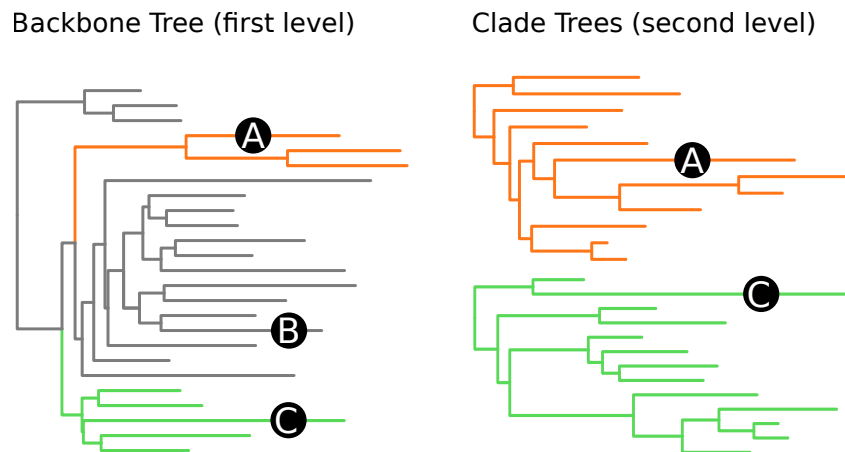 Backbone Tree (first level)
Clade Trees (second level)
A
B
C
A
C